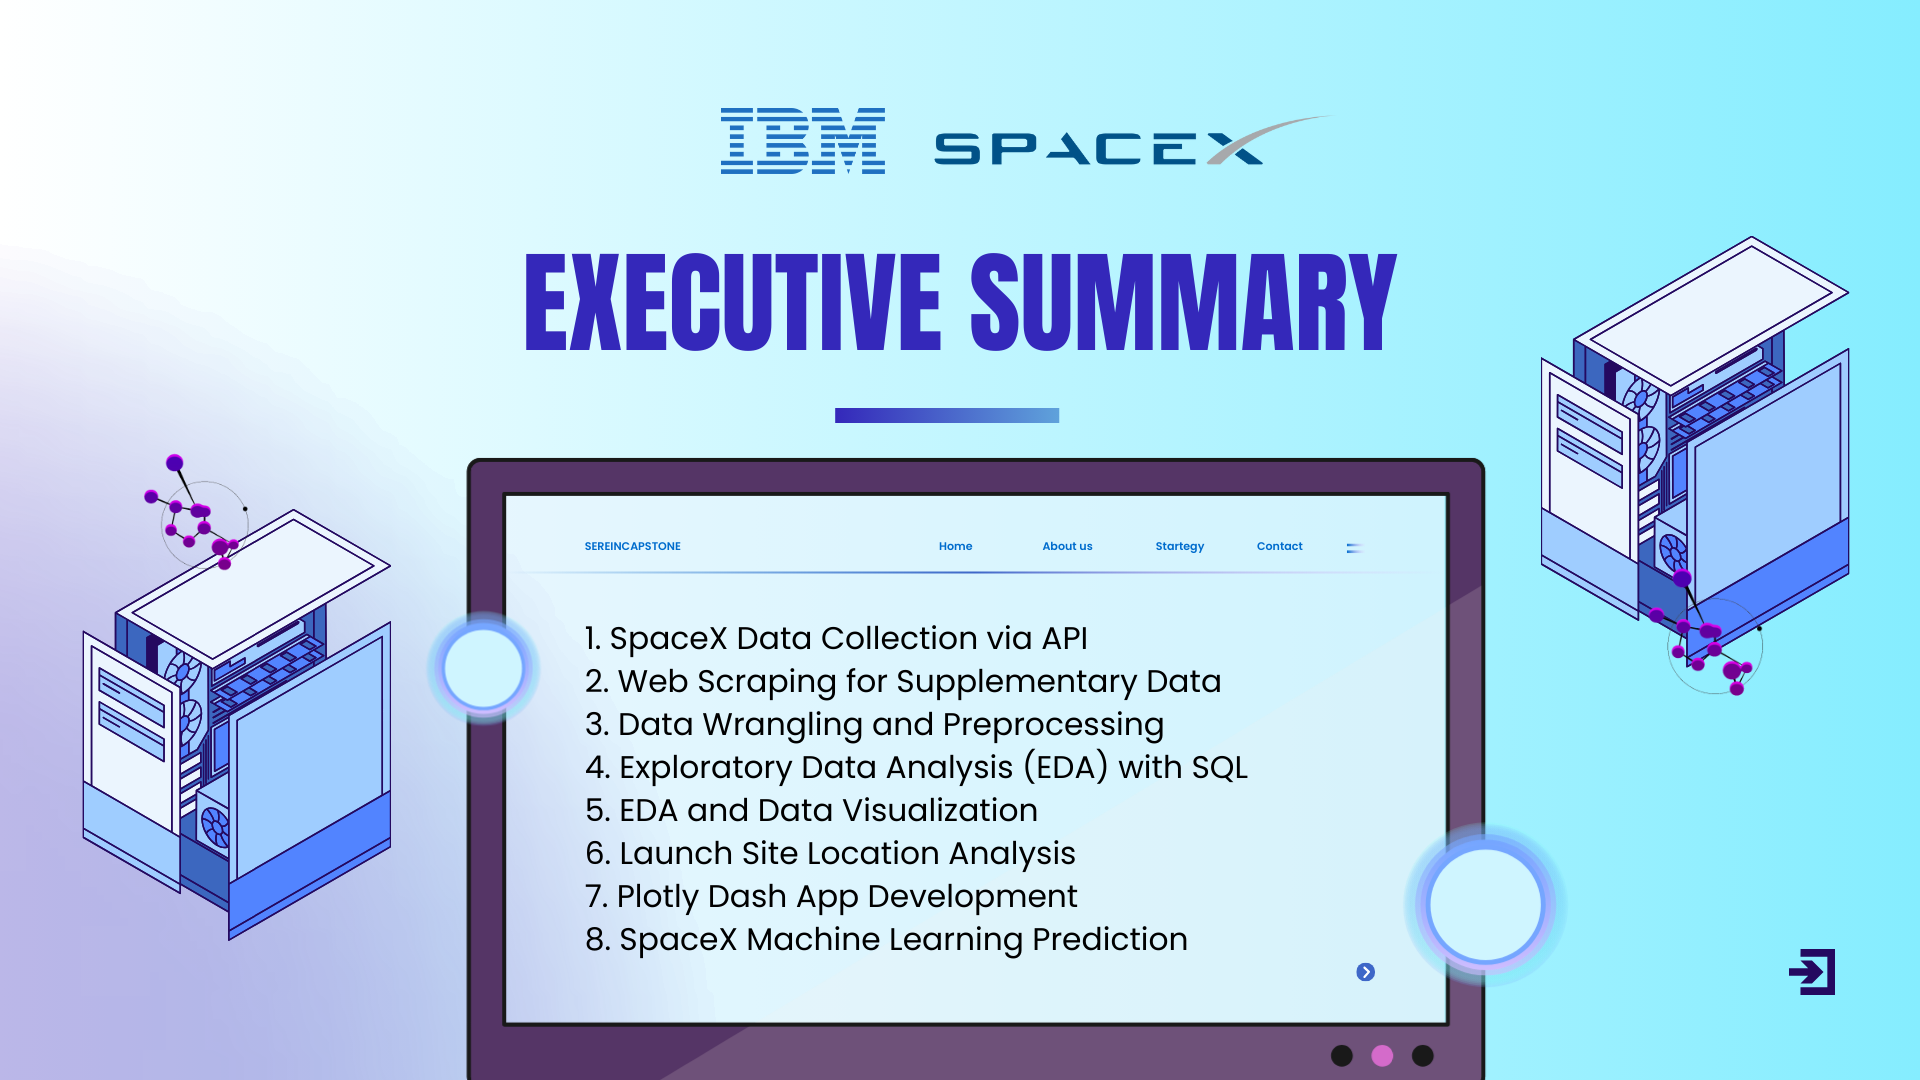 IBM SPACEX
EXECUTIVE SUMMARY
SEREINCAPSTONE Home About us Startegy Contact
1. SpaceX Data Collection via API
2. Web Scraping for Supplementary Data
3. Data Wrangling and Preprocessing
4. Exploratory Data Analysis (EDA) with SQL
5. EDA and Data Visualization
6. Launch Site Location Analysis
7. Plotly Dash App Development
8. SpaceX Machine Learning Prediction